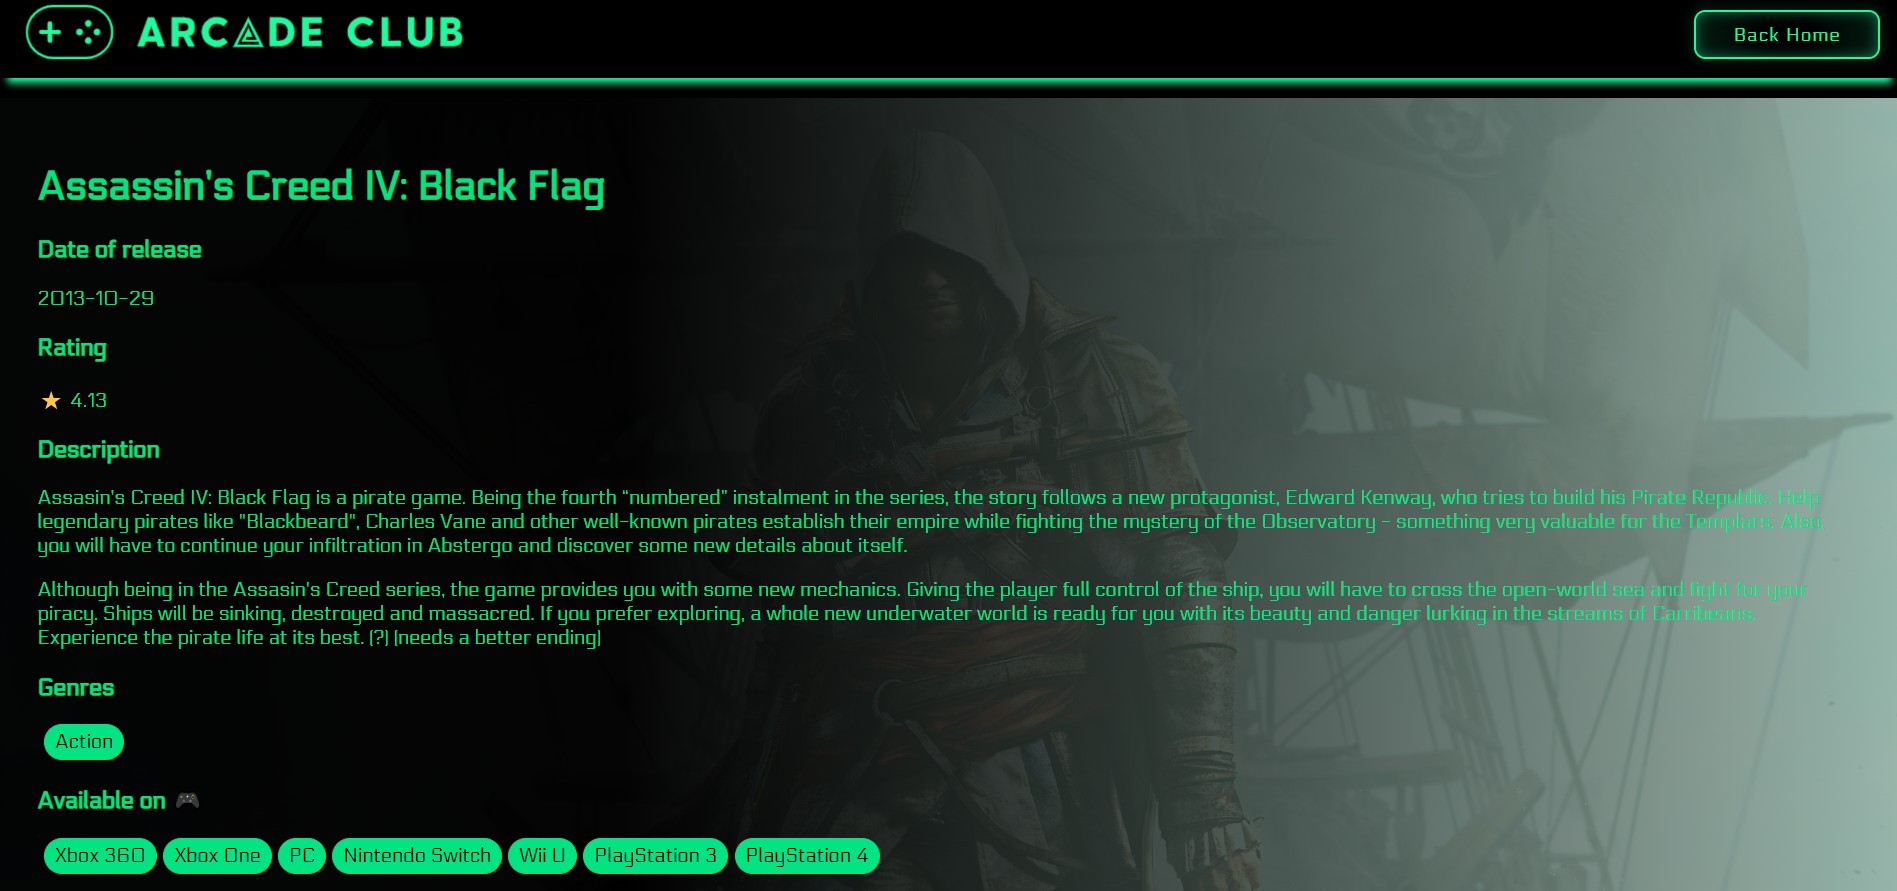 ARCADE CLUB
Back Home
Assassin's Creed IV: Black Flag
Date of release
2013-10-29
Rating
4.13
Description
Assasin's Creed IV: Black Flag is a pirate game. Being the fourth “numbered” instalment in the series, the story follows a new protagonist, Edward Kenway, who tries to build his Pirate Republic. Help
legendary pirates like "Blackbeard", Charles Vane and other well-known pirates establish their empire while fighting the mystery of the Observatory - something very valuable for the Templars. Also
you will have to continue your infiltration in Abstergo and discover some new details about itself.
Although being in the Assasin's Creed series, the game provides you with some new mechanics. Giving the player full control of the ship, you will have to cross the open-world sea and fight for your
piracy. Ships will be sinking, destroyed and massacred. If you prefer exploring, a whole new underwater world is ready for you with its beauty and danger lurking in the streams of Carribeans.
Experience the pirate life at its best. (?) (needs a better ending)
Genres
Action
Available on
Xbox 360 Xbox One PC Nintendo Switch Wii U PlayStation 3 PlayStation 4